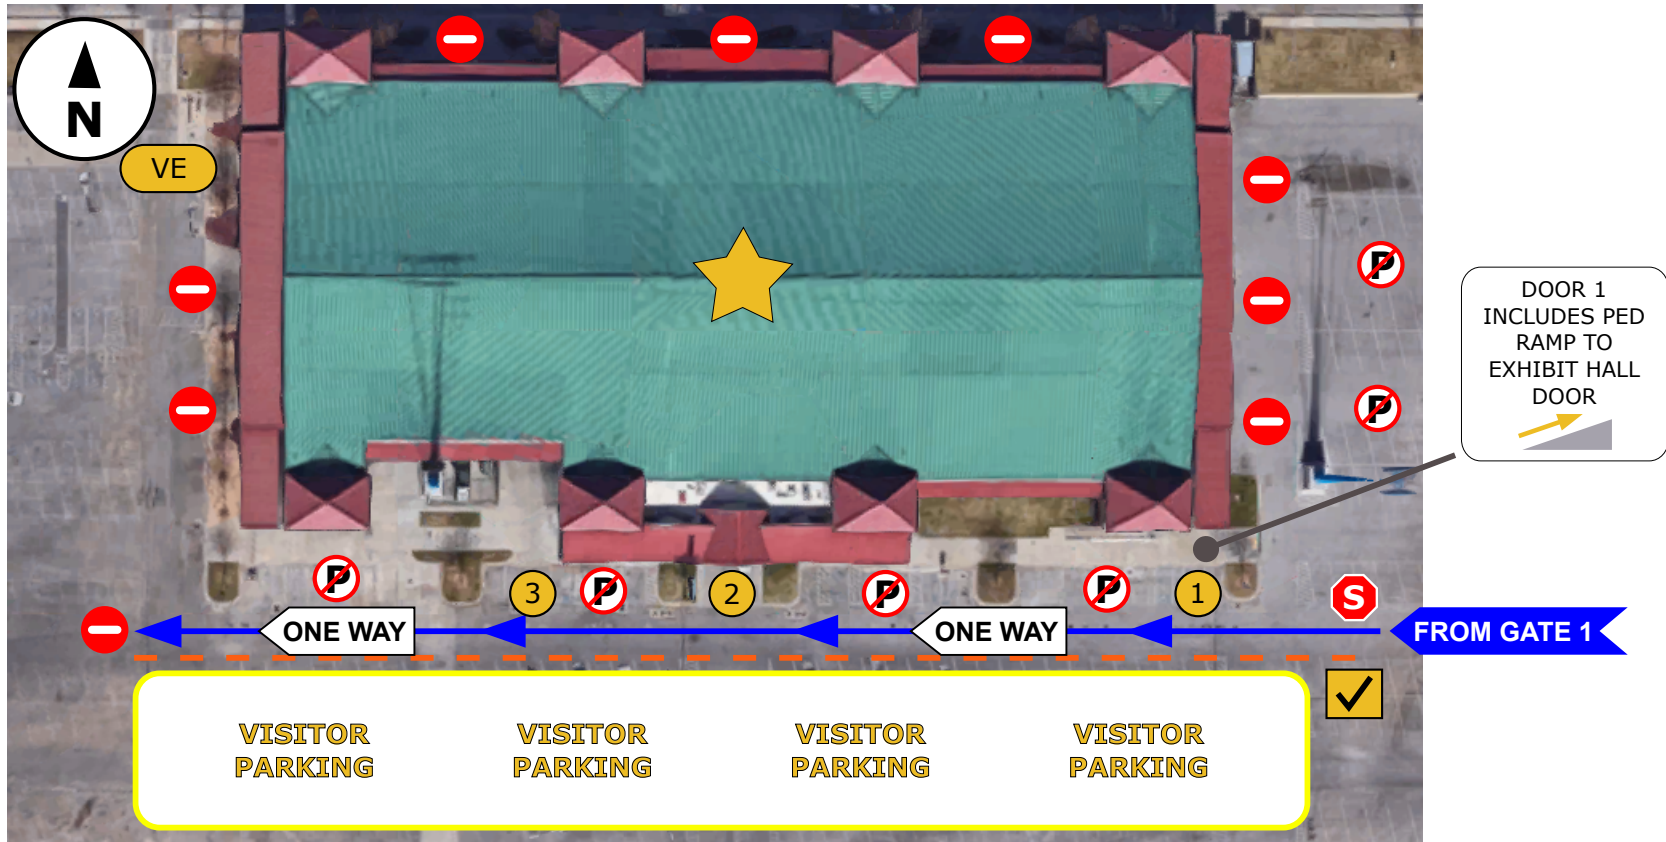 N
VE
DOOR 1
INCLUDES PED
RAMP TO
EXHIBIT HALL
DOOR
P
P
P
3
P
2
P
P
1
S
ONE WAY
ONE WAY
FROM GATE 1
VISITOR
PARKING
VISITOR
PARKING
VISITOR
PARKING
VISITOR
PARKING